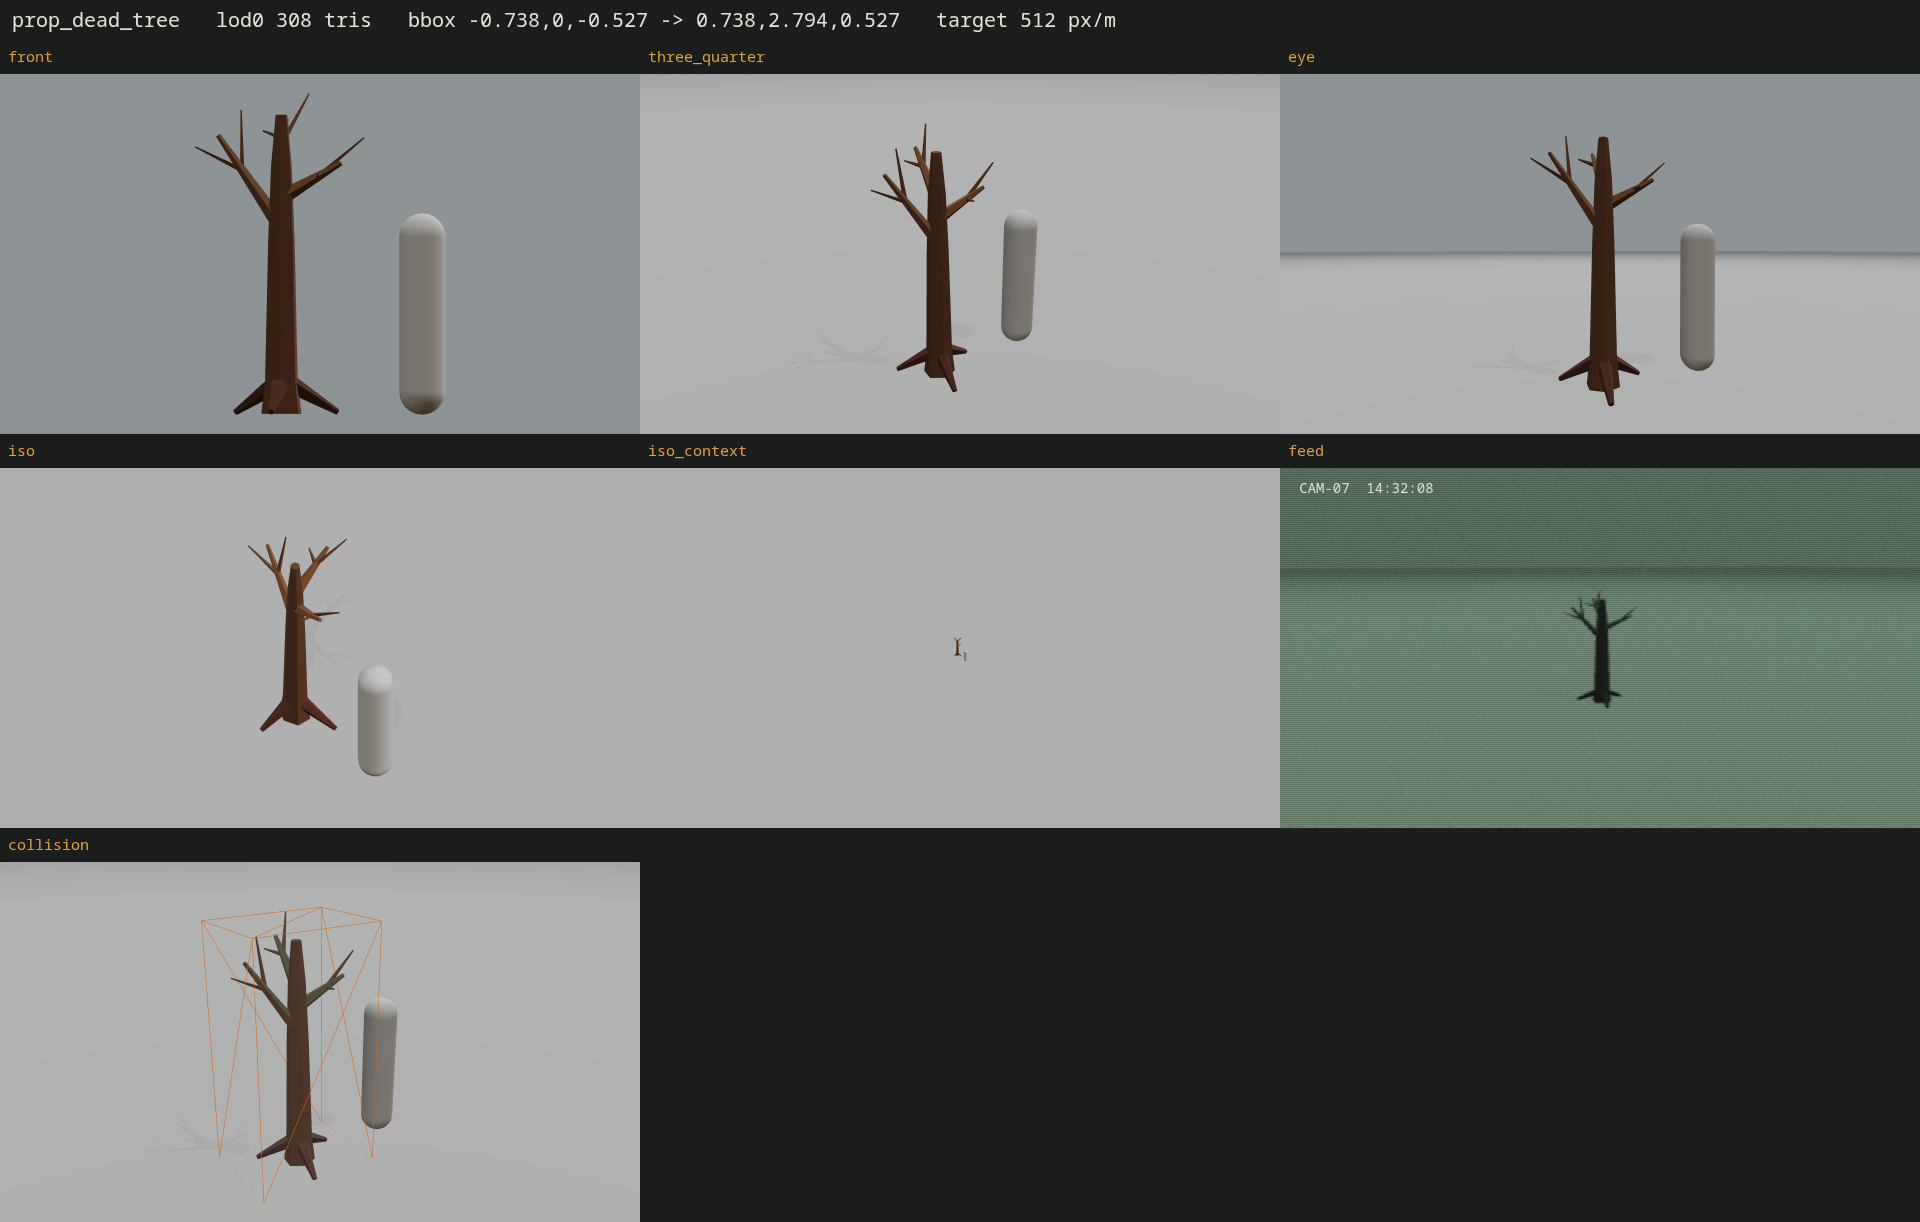 prop_dead_tree   lod0 308 tris   bbox -0.738,0,-0.527 -> 0.738,2.794,0.527   target 512 px/m
front
three_quarter
eye
iso
iso_context
feed
CAM-07  14:32:08
collision